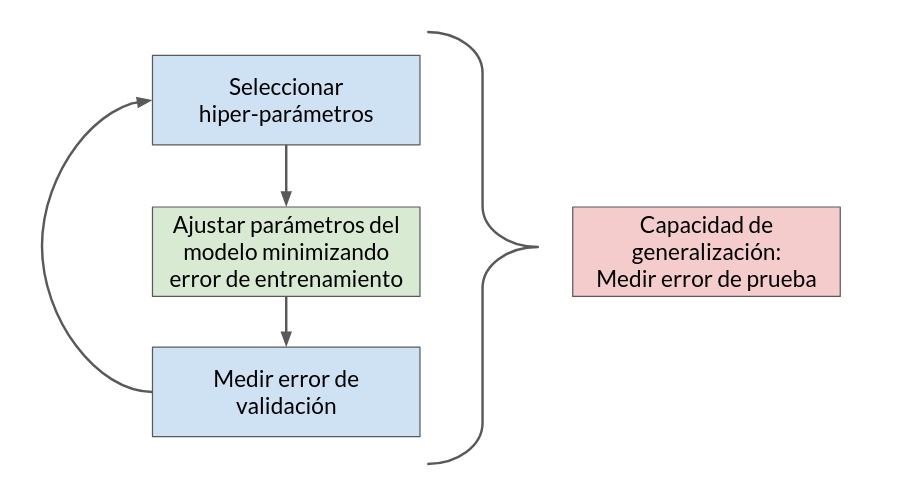 Seleccionar
hiper-parámetros
Ajustar parámetros del
modelo minimizando
error de entrenamiento
Medir error de
validación
Capacidad de
generalización:
Medir error de prueba